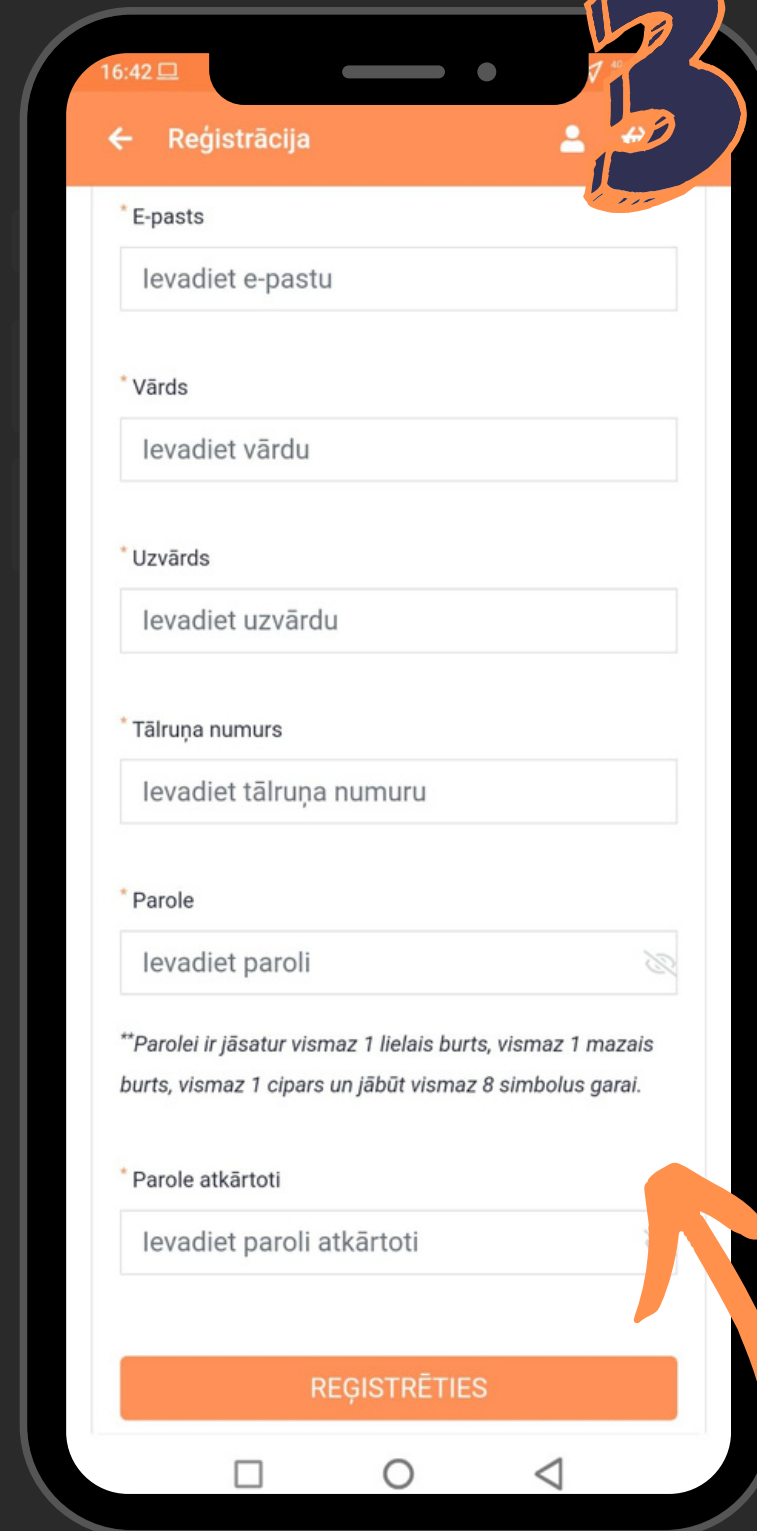 3
16:42
Reģistrācija
* E-pasts
Ievadiet e-pastu
* Vārds
Ievadiet vārdu
* Uzvārds
Ievadiet uzvārdu
* Tālruņa numurs
Ievadiet tālruņa numuru
* Parole
Ievadiet paroli
**Parolei ir jāsatur vismaz 1 lielais burts, vismaz 1 mazais
burts, vismaz 1 cipars un jābūt vismaz 8 simbolus garai.
* Parole atkārtoti
Ievadiet paroli atkārtoti
REĢISTRĒTIES